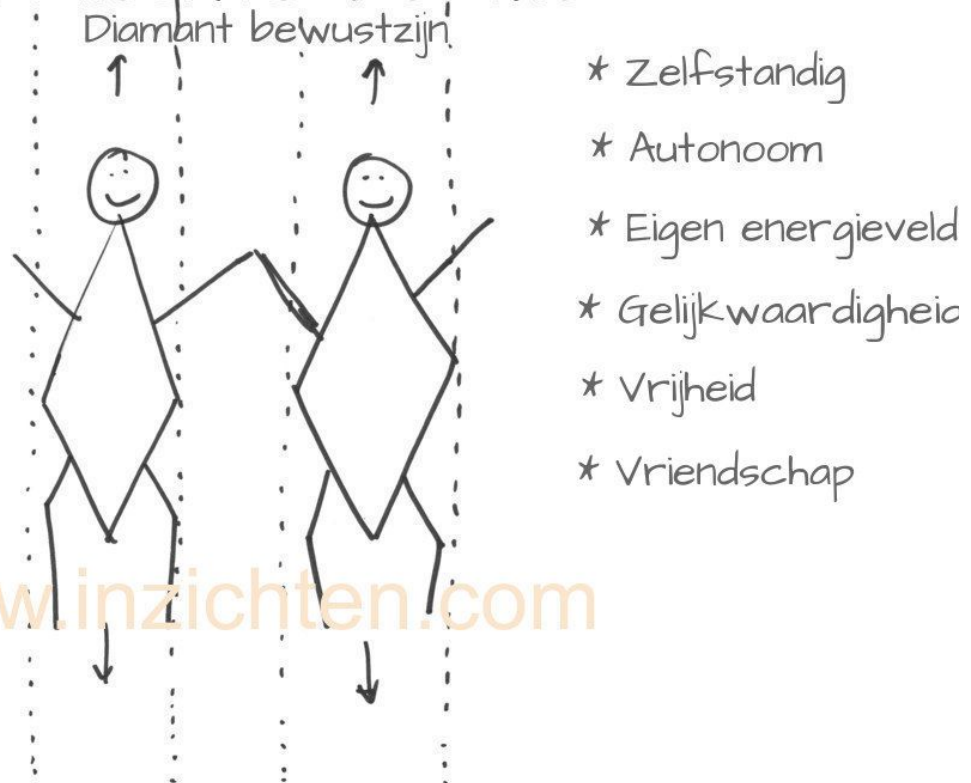 Diamant bewustzijn
* Zelfstandig
* Autonoom
* Eigen energieveld
* Gelijkwaardigheid
* Vrijheid
* Vriendschap
w.inzichten.com